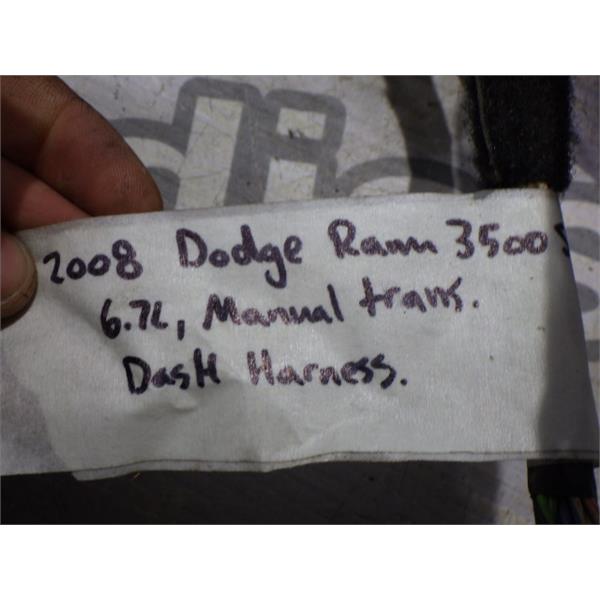 2008 Dodge Ram 3500
6.7L, Manual trans.
Dash Harness.